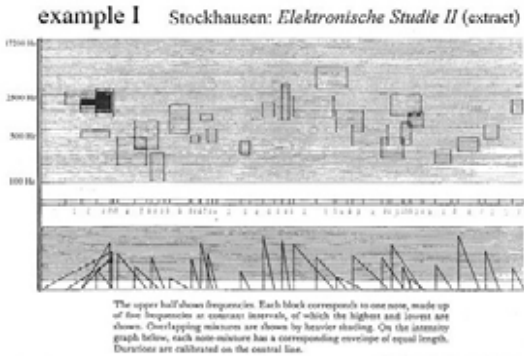 example I Stockhausen: Elektronische Studie II (extract)
17200 Hz
500 Hz
100 Hz
The upper half shows frequencies. Each block corresponds to one note, made up
of five frequencies at constant intervals, of which the highest and lowest are
shown. Overlapping mixtures are shown by heavier shading. On the intensity
graph below, each note-mixture has a corresponding envelope of equal length.
Durations are calibrated on the central line.